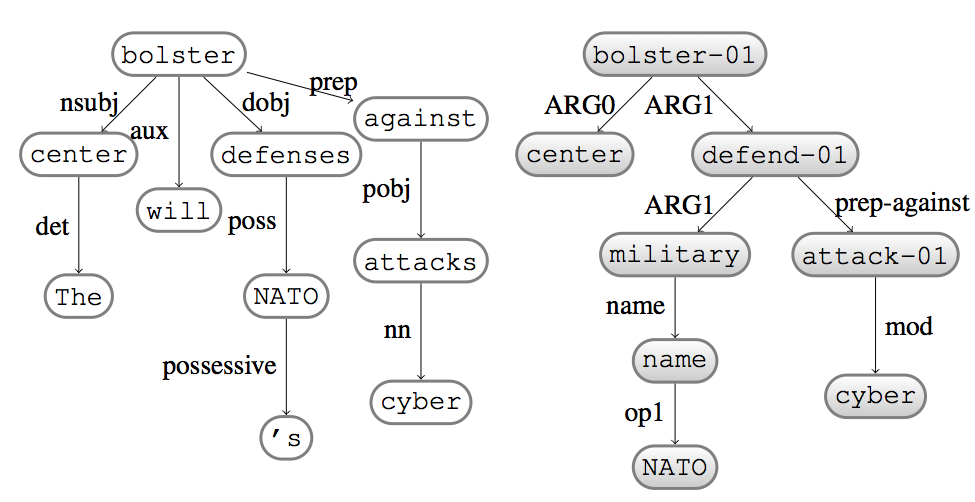 bolster
nsubj
aux
dobj
prep
center
will
defenses
against
det
poss
pobj
The
NATO
attacks
possessive
nn
's
cyber
bolster-01
ARG0
ARG1
center
defend-01
ARG1
prep-against
military
attack-01
name
mod
name
cyber
op1
NATO